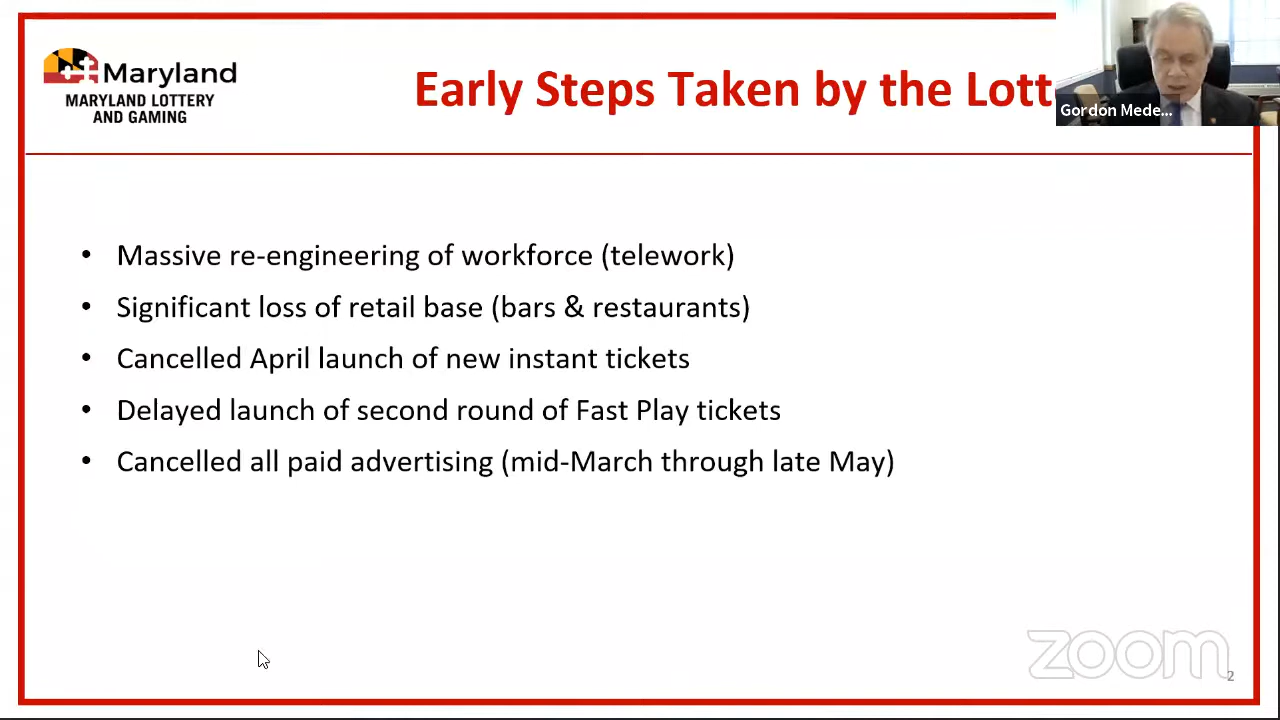 Maryland
MARYLAND LOTTERY
AND GAMING
Early Steps Taken by the Lott
Gordon Mede...
• Massive re-engineering of workforce (telework)
• Significant loss of retail base (bars & restaurants)
• Cancelled April launch of new instant tickets
• Delayed launch of second round of Fast Play tickets
• Cancelled all paid advertising (mid-March through late May)
zoom
2